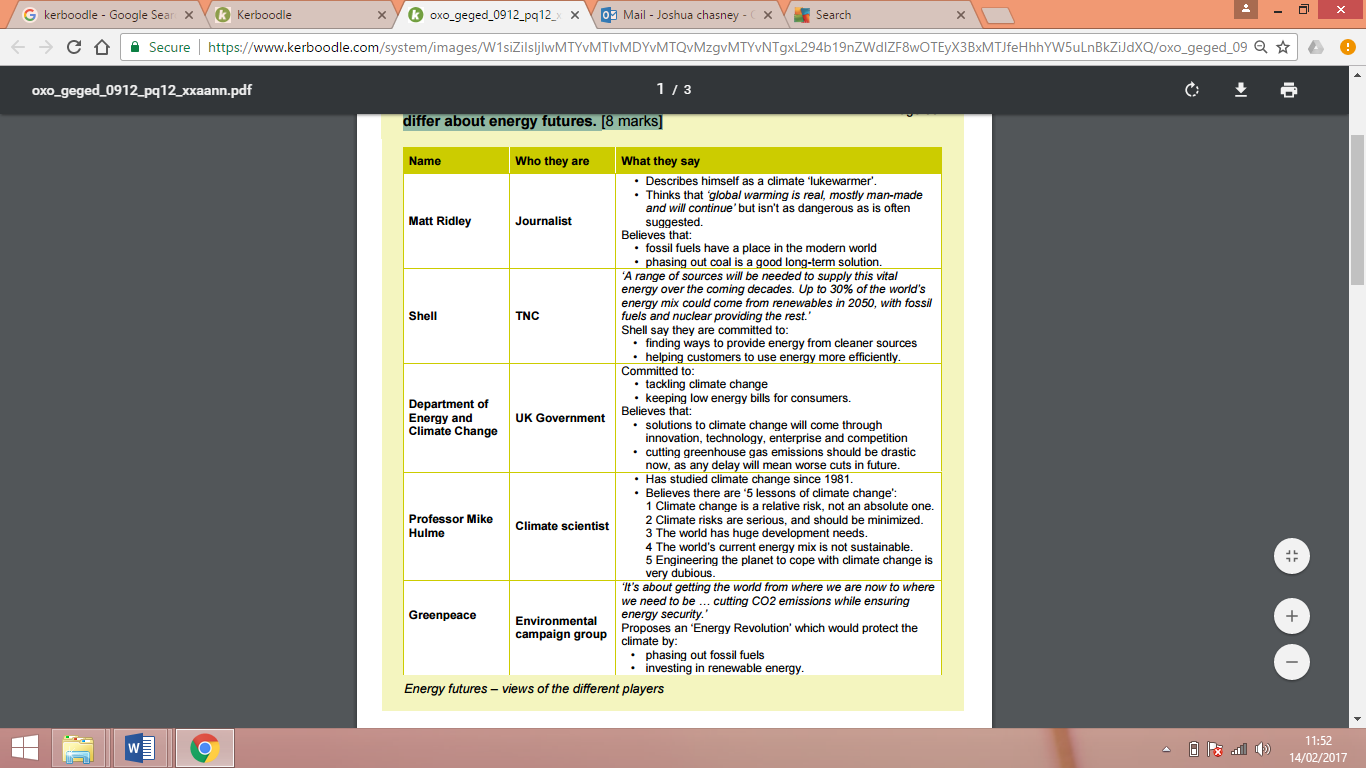 kerboodle - Google Sear
Kerboodle
oxo_geged_0912_pq12_x
Mail - Joshua chasney -
Search
Secure
https://www.kerboodle.com/system/images/W1siZiIsIjIwMTYvMTIvMDYvMTQvMzgvMTYvNTgxL294b19nZWdlZF8wOTEyX3BxMTJfeHhhYW5uLnBkZiJdXQ/oxo_geged_09
oxo_geged_0912_pq12_xxaann.pdf
1 / 3
differ about energy futures. [8 marks]
Name
Who they are
What they say
Matt Ridley
Journalist
• Describes himself as a climate ‘lukewarmer’.
• Thinks that ‘global warming is real, mostly man-made
and will continue’ but isn’t as dangerous as is often
suggested.
Believes that:
• fossil fuels have a place in the modern world
• phasing out coal is a good long-term solution.
Shell
TNC
‘A range of sources will be needed to supply this vital
energy over the coming decades. Up to 30% of the world’s
energy mix could come from renewables in 2050, with fossil
fuels and nuclear providing the rest.’
Shell say they are committed to:
• finding ways to provide energy from cleaner sources
• helping customers to use energy more efficiently.
Department of
Energy and
Climate Change
UK Government
Committed to:
• tackling climate change
• keeping low energy bills for consumers.
Believes that:
• solutions to climate change will come through
innovation, technology, enterprise and competition
• cutting greenhouse gas emissions should be drastic
now, as any delay will mean worse cuts in future.
Professor Mike
Hulme
Climate scientist
• Has studied climate change since 1981.
• Believes there are ‘5 lessons of climate change’:
1 Climate change is a relative risk, not an absolute one.
2 Climate risks are serious, and should be minimized.
3 The world has huge development needs.
4 The world’s current energy mix is not sustainable.
5 Engineering the planet to cope with climate change is
very dubious.
Greenpeace
Environmental
campaign group
‘It’s about getting the world from where we are now to where
we need to be … cutting CO2 emissions while ensuring
energy security.’
Proposes an ‘Energy Revolution’ which would protect the
climate by:
• phasing out fossil fuels
• investing in renewable energy.
Energy futures – views of the different players
11:52
14/02/2017